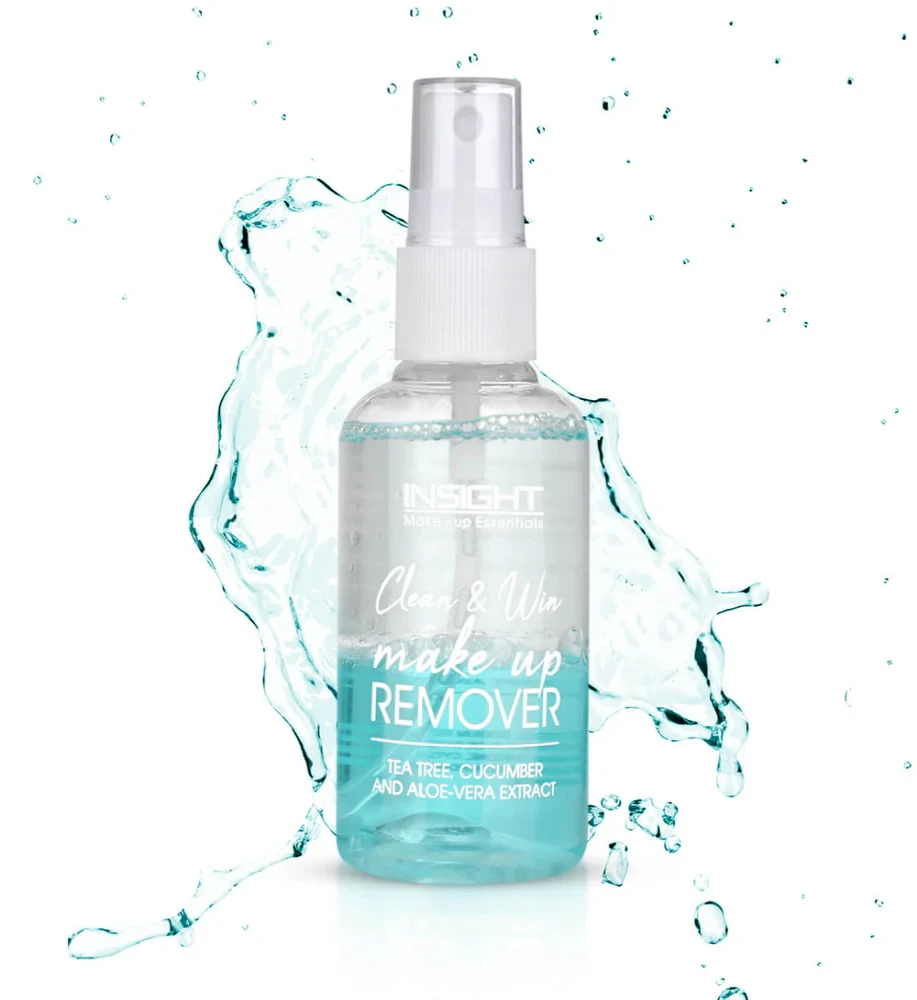 INSIGHT
Make-up Essentials
Clean & Win
make up
REMOVER
TEA TREE, CUCUMBER
AND ALOE-VERA EXTRACT